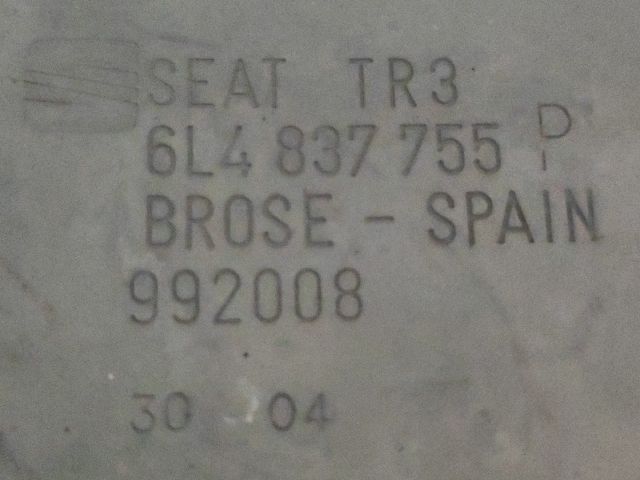 SEAT TR3
6L4 837 755 P
BROSE - SPAIN
992008
30 04